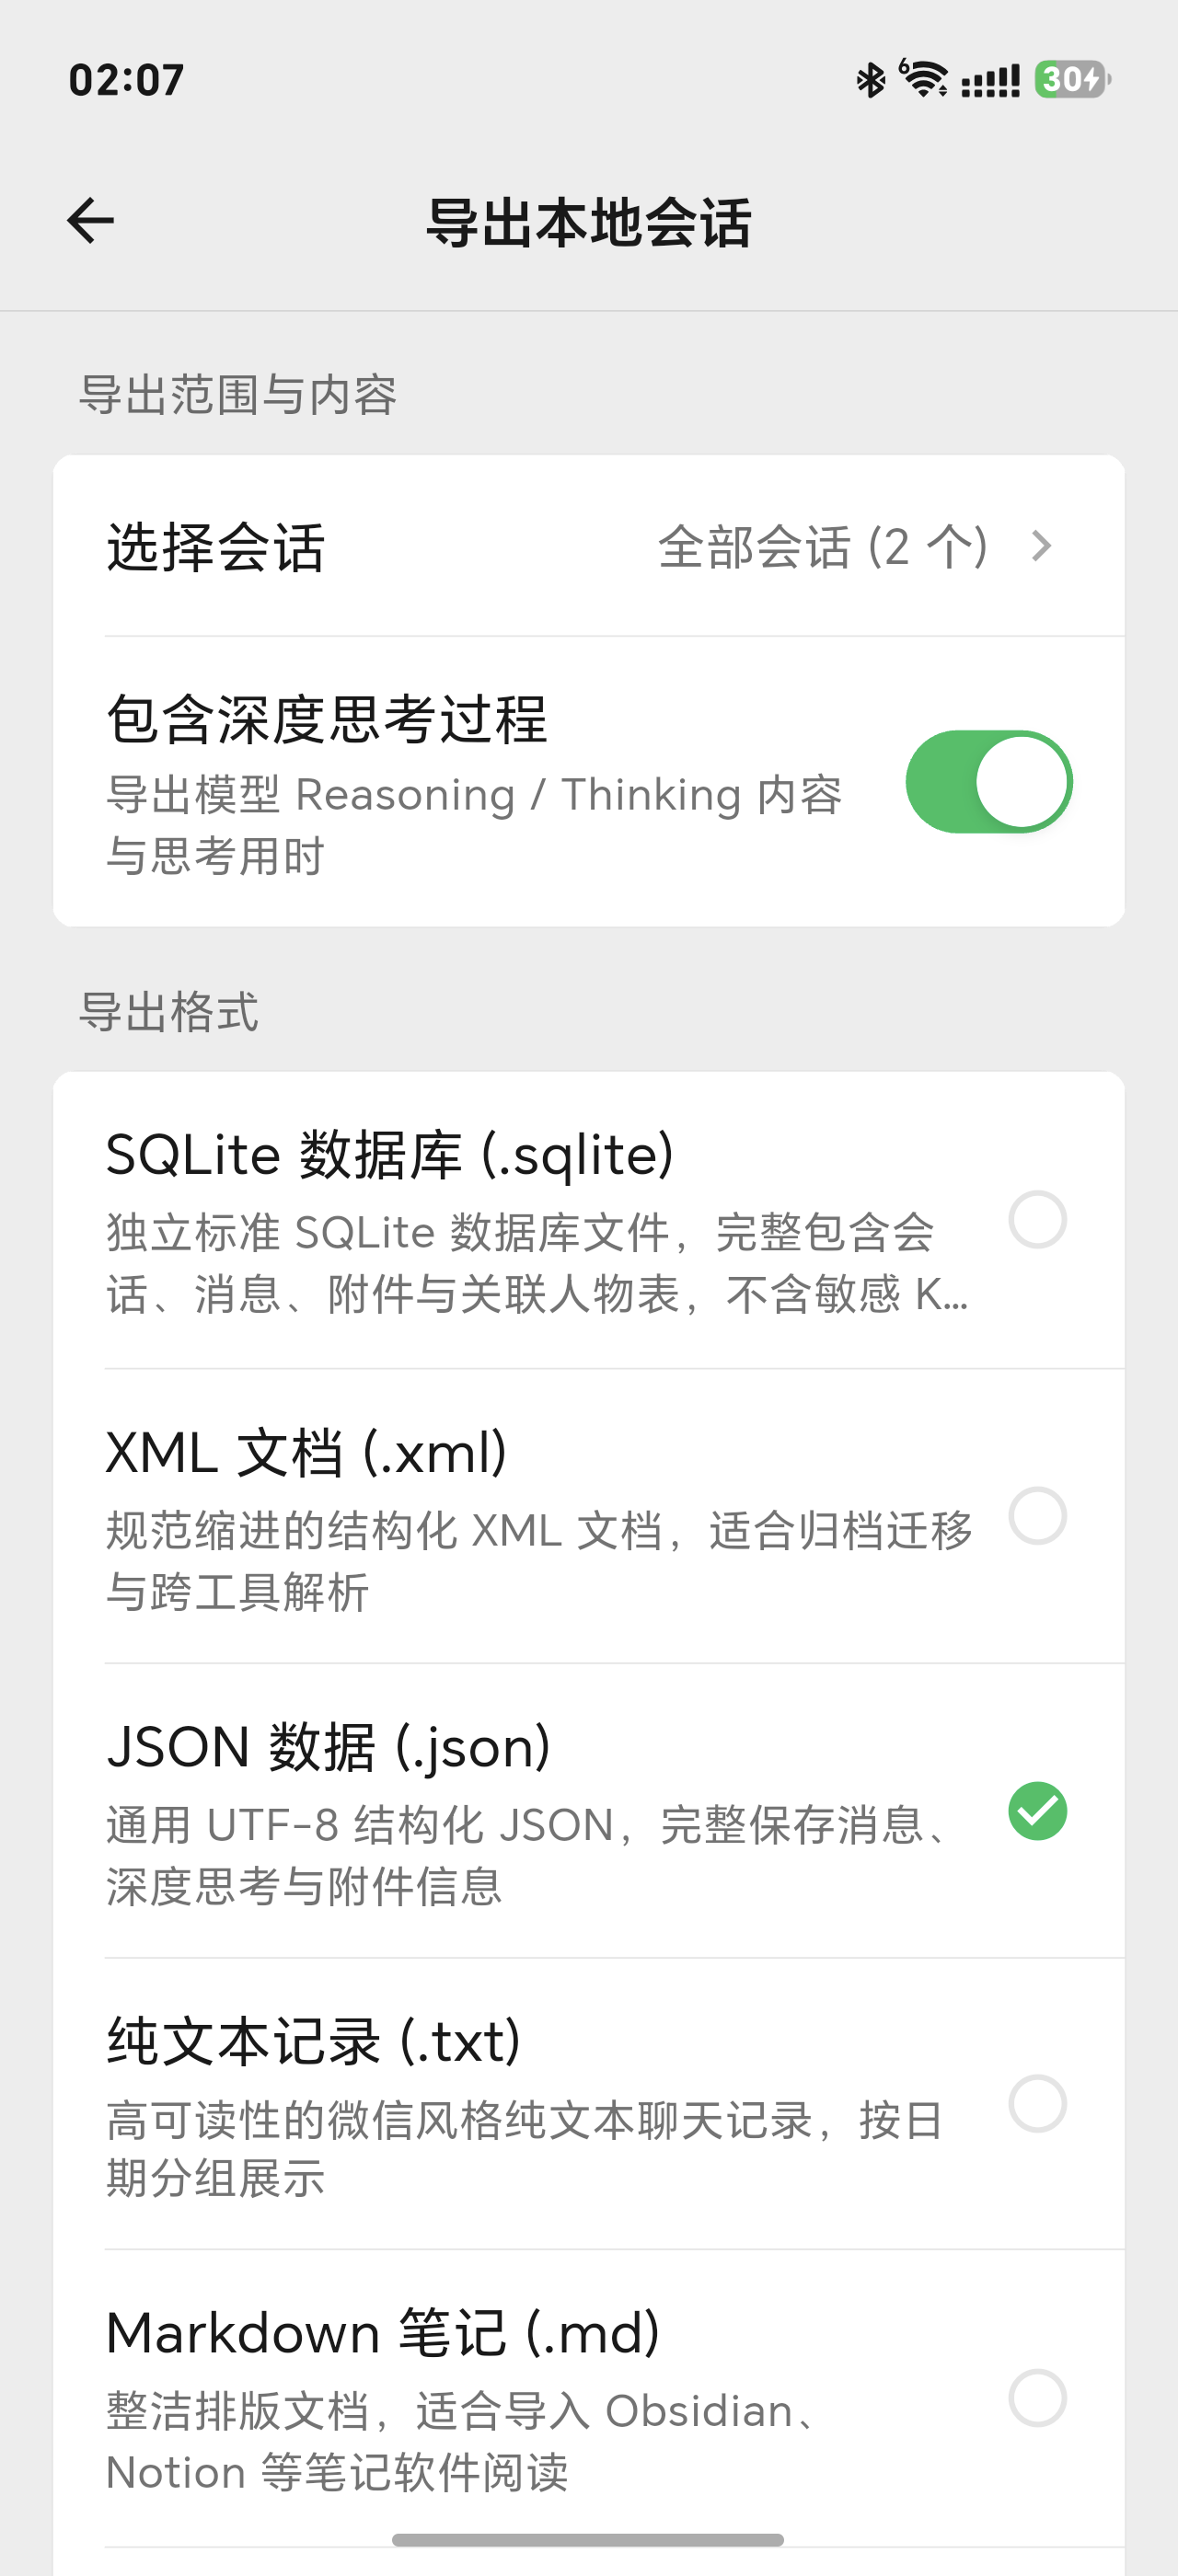 02:07
6
30
导出本地会话
导出范围与内容
选择会话
全部会话 (2 个)
包含深度思考过程
导出模型 Reasoning / Thinking 内容
与思考用时
导出格式
SQLite 数据库 (.sqlite)
独立标准 SQLite 数据库文件，完整包含会
话、消息、附件与关联人物表，不含敏感 K...
XML 文档 (.xml)
规范缩进的结构化 XML 文档，适合归档迁移
与跨工具解析
JSON 数据 (.json)
通用 UTF-8 结构化 JSON，完整保存消息、
深度思考与附件信息
纯文本记录 (.txt)
高可读性的微信风格纯文本聊天记录，按日
期分组展示
Markdown 笔记 (.md)
整洁排版文档，适合导入 Obsidian、
Notion 等笔记软件阅读